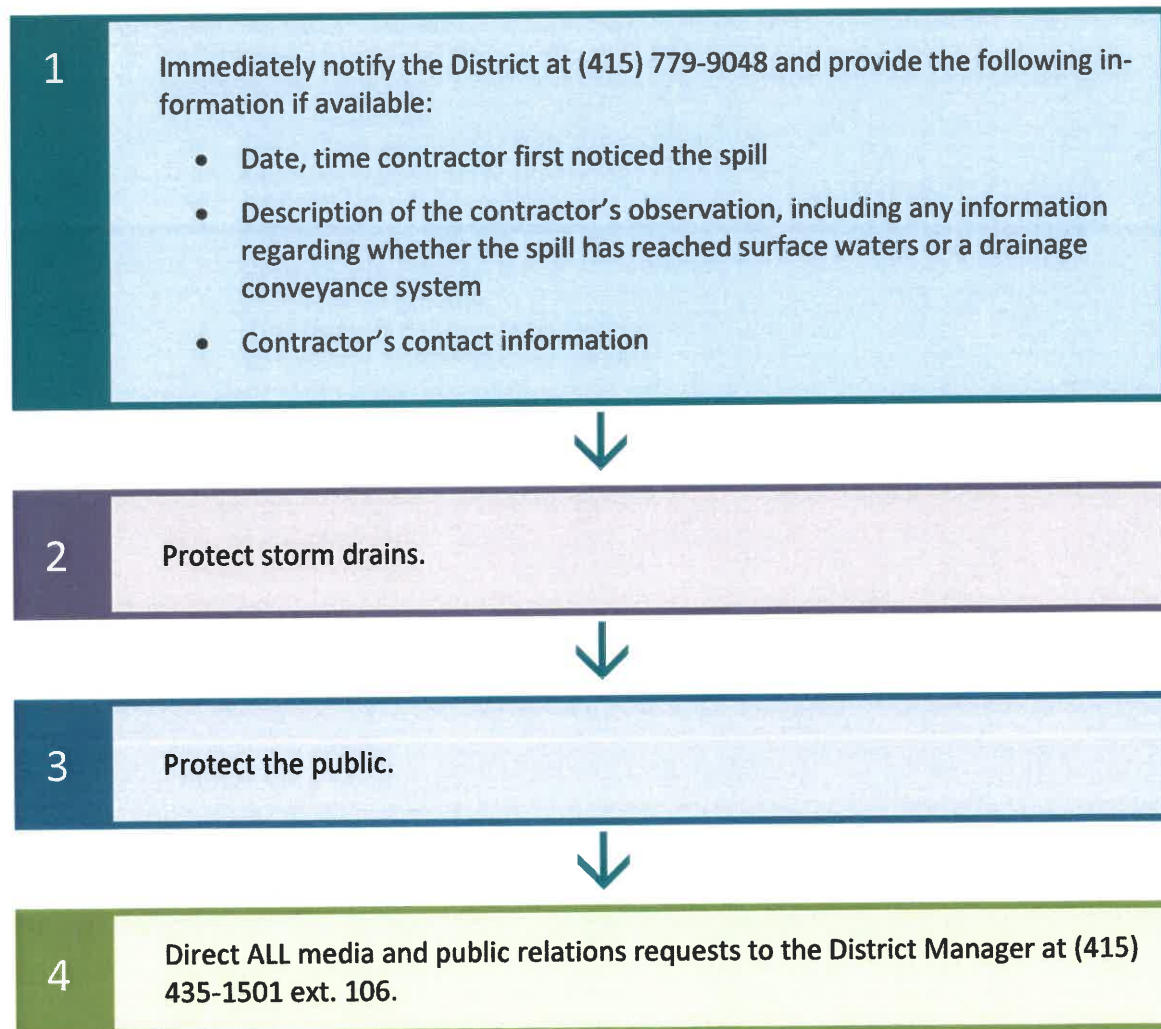 1
Immediately notify the District at (415) 779-9048 and provide the following in-
formation if available:
• Date, time contractor first noticed the spill
• Description of the contractor's observation, including any information
regarding whether the spill has reached surface waters or a drainage
conveyance system
• Contractor's contact information
2
Protect storm drains.
3
Protect the public.
4
Direct ALL media and public relations requests to the District Manager at (415)
435-1501 ext. 106.